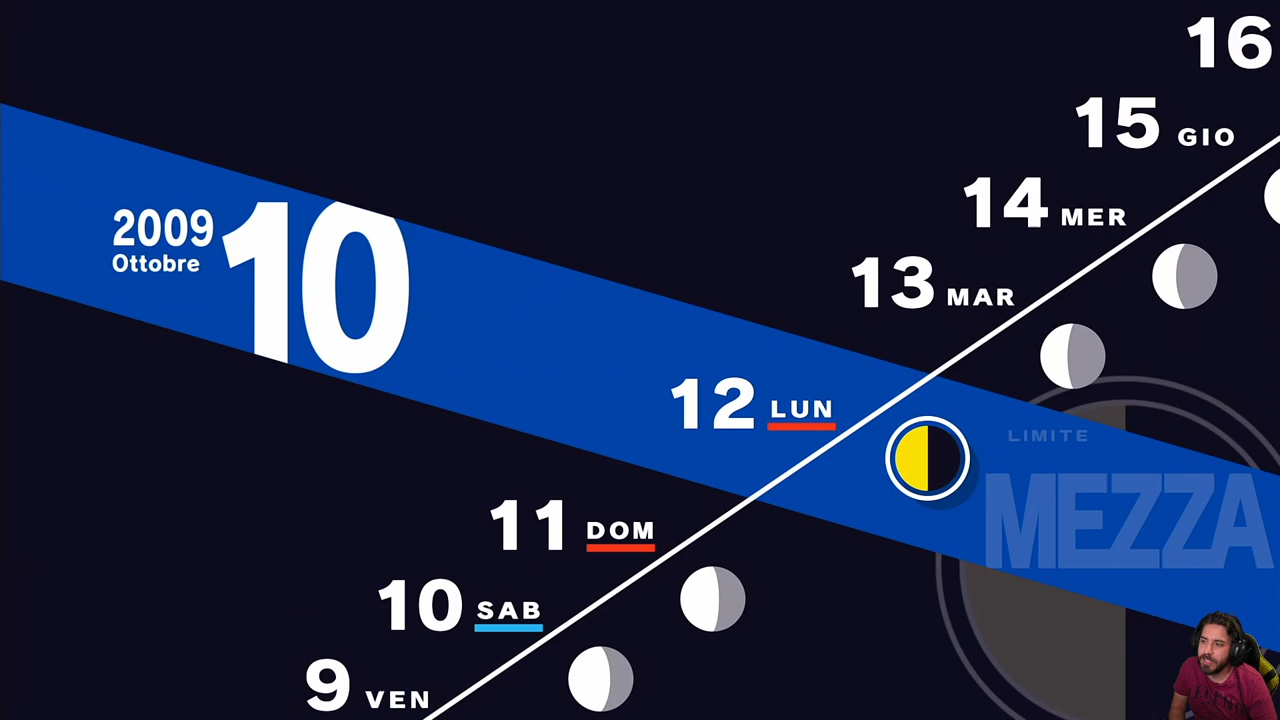 16
15 GIO
14 MER
2009
Ottobre
10
13 MAR
12 LUN
LIMITE
MEZZA
11 DOM
10 SAB
9 VEN